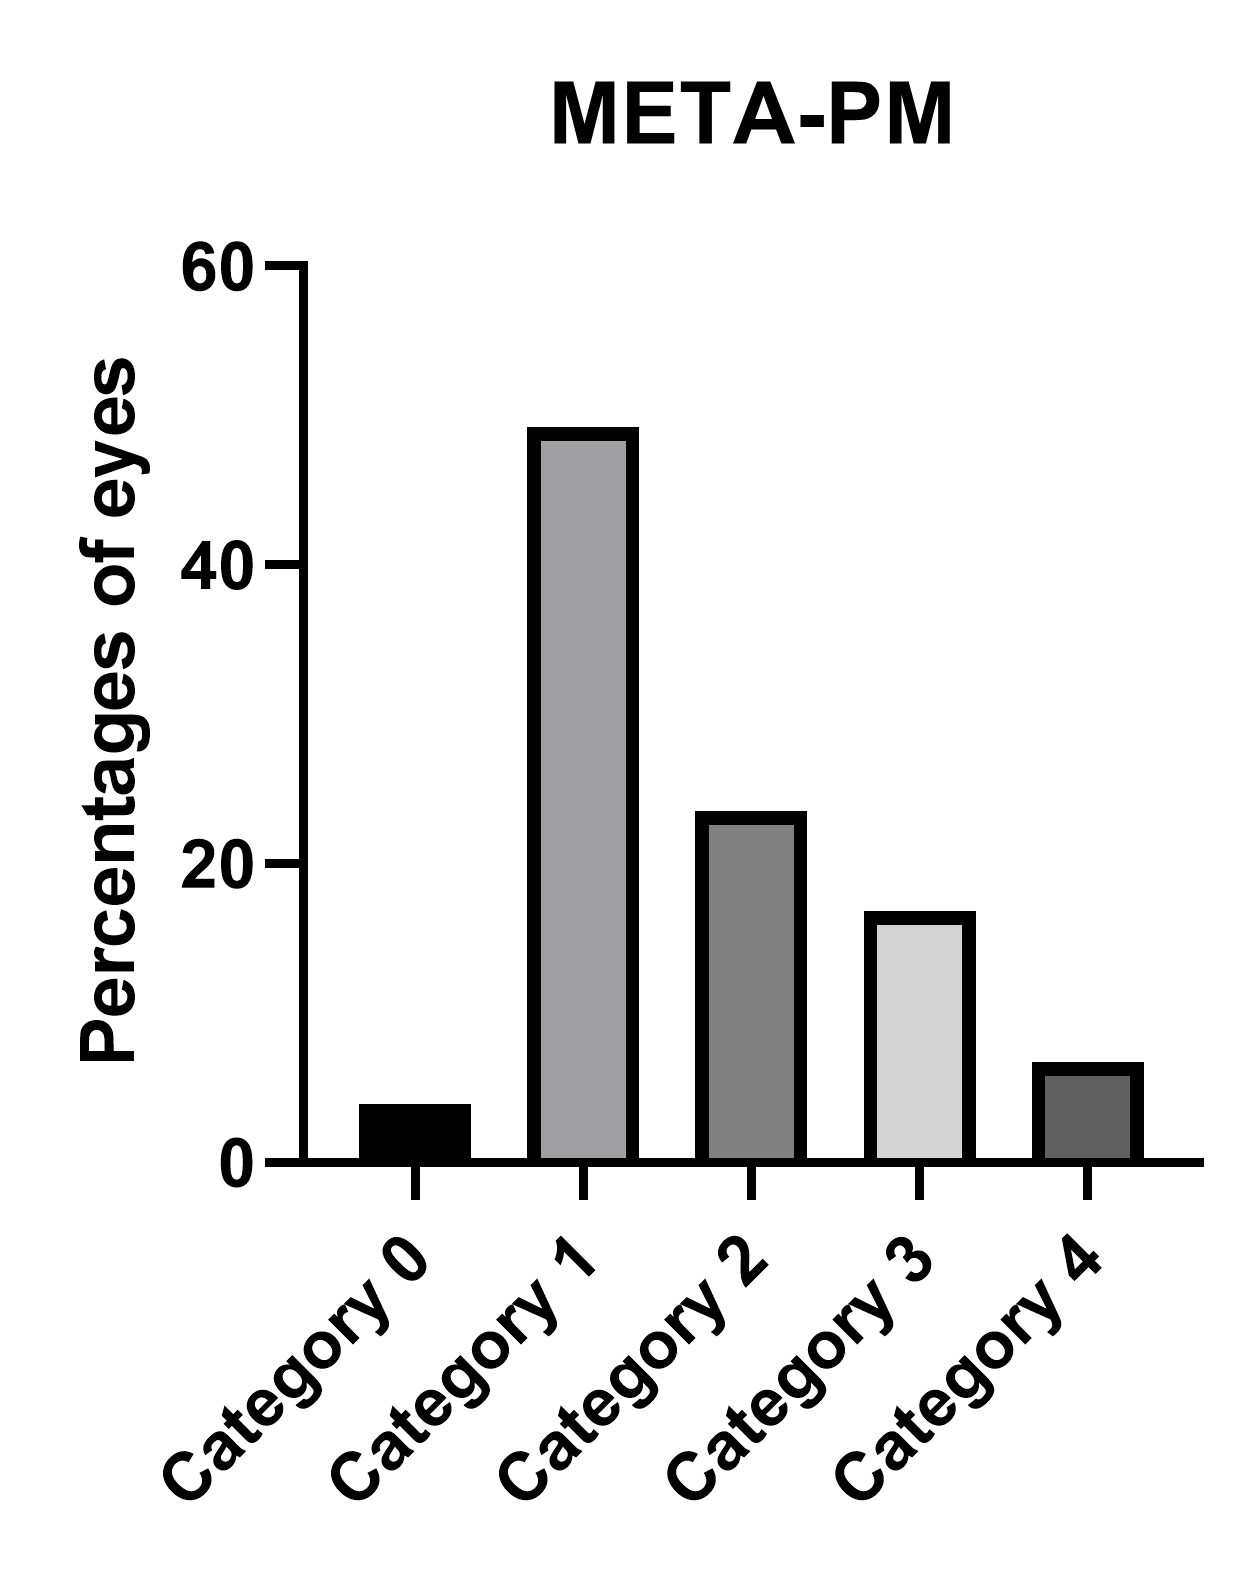 META-PM
Percentages of eyes
60
40
20
0
Category 0
Category 1
Category 2
Category 3
Category 4